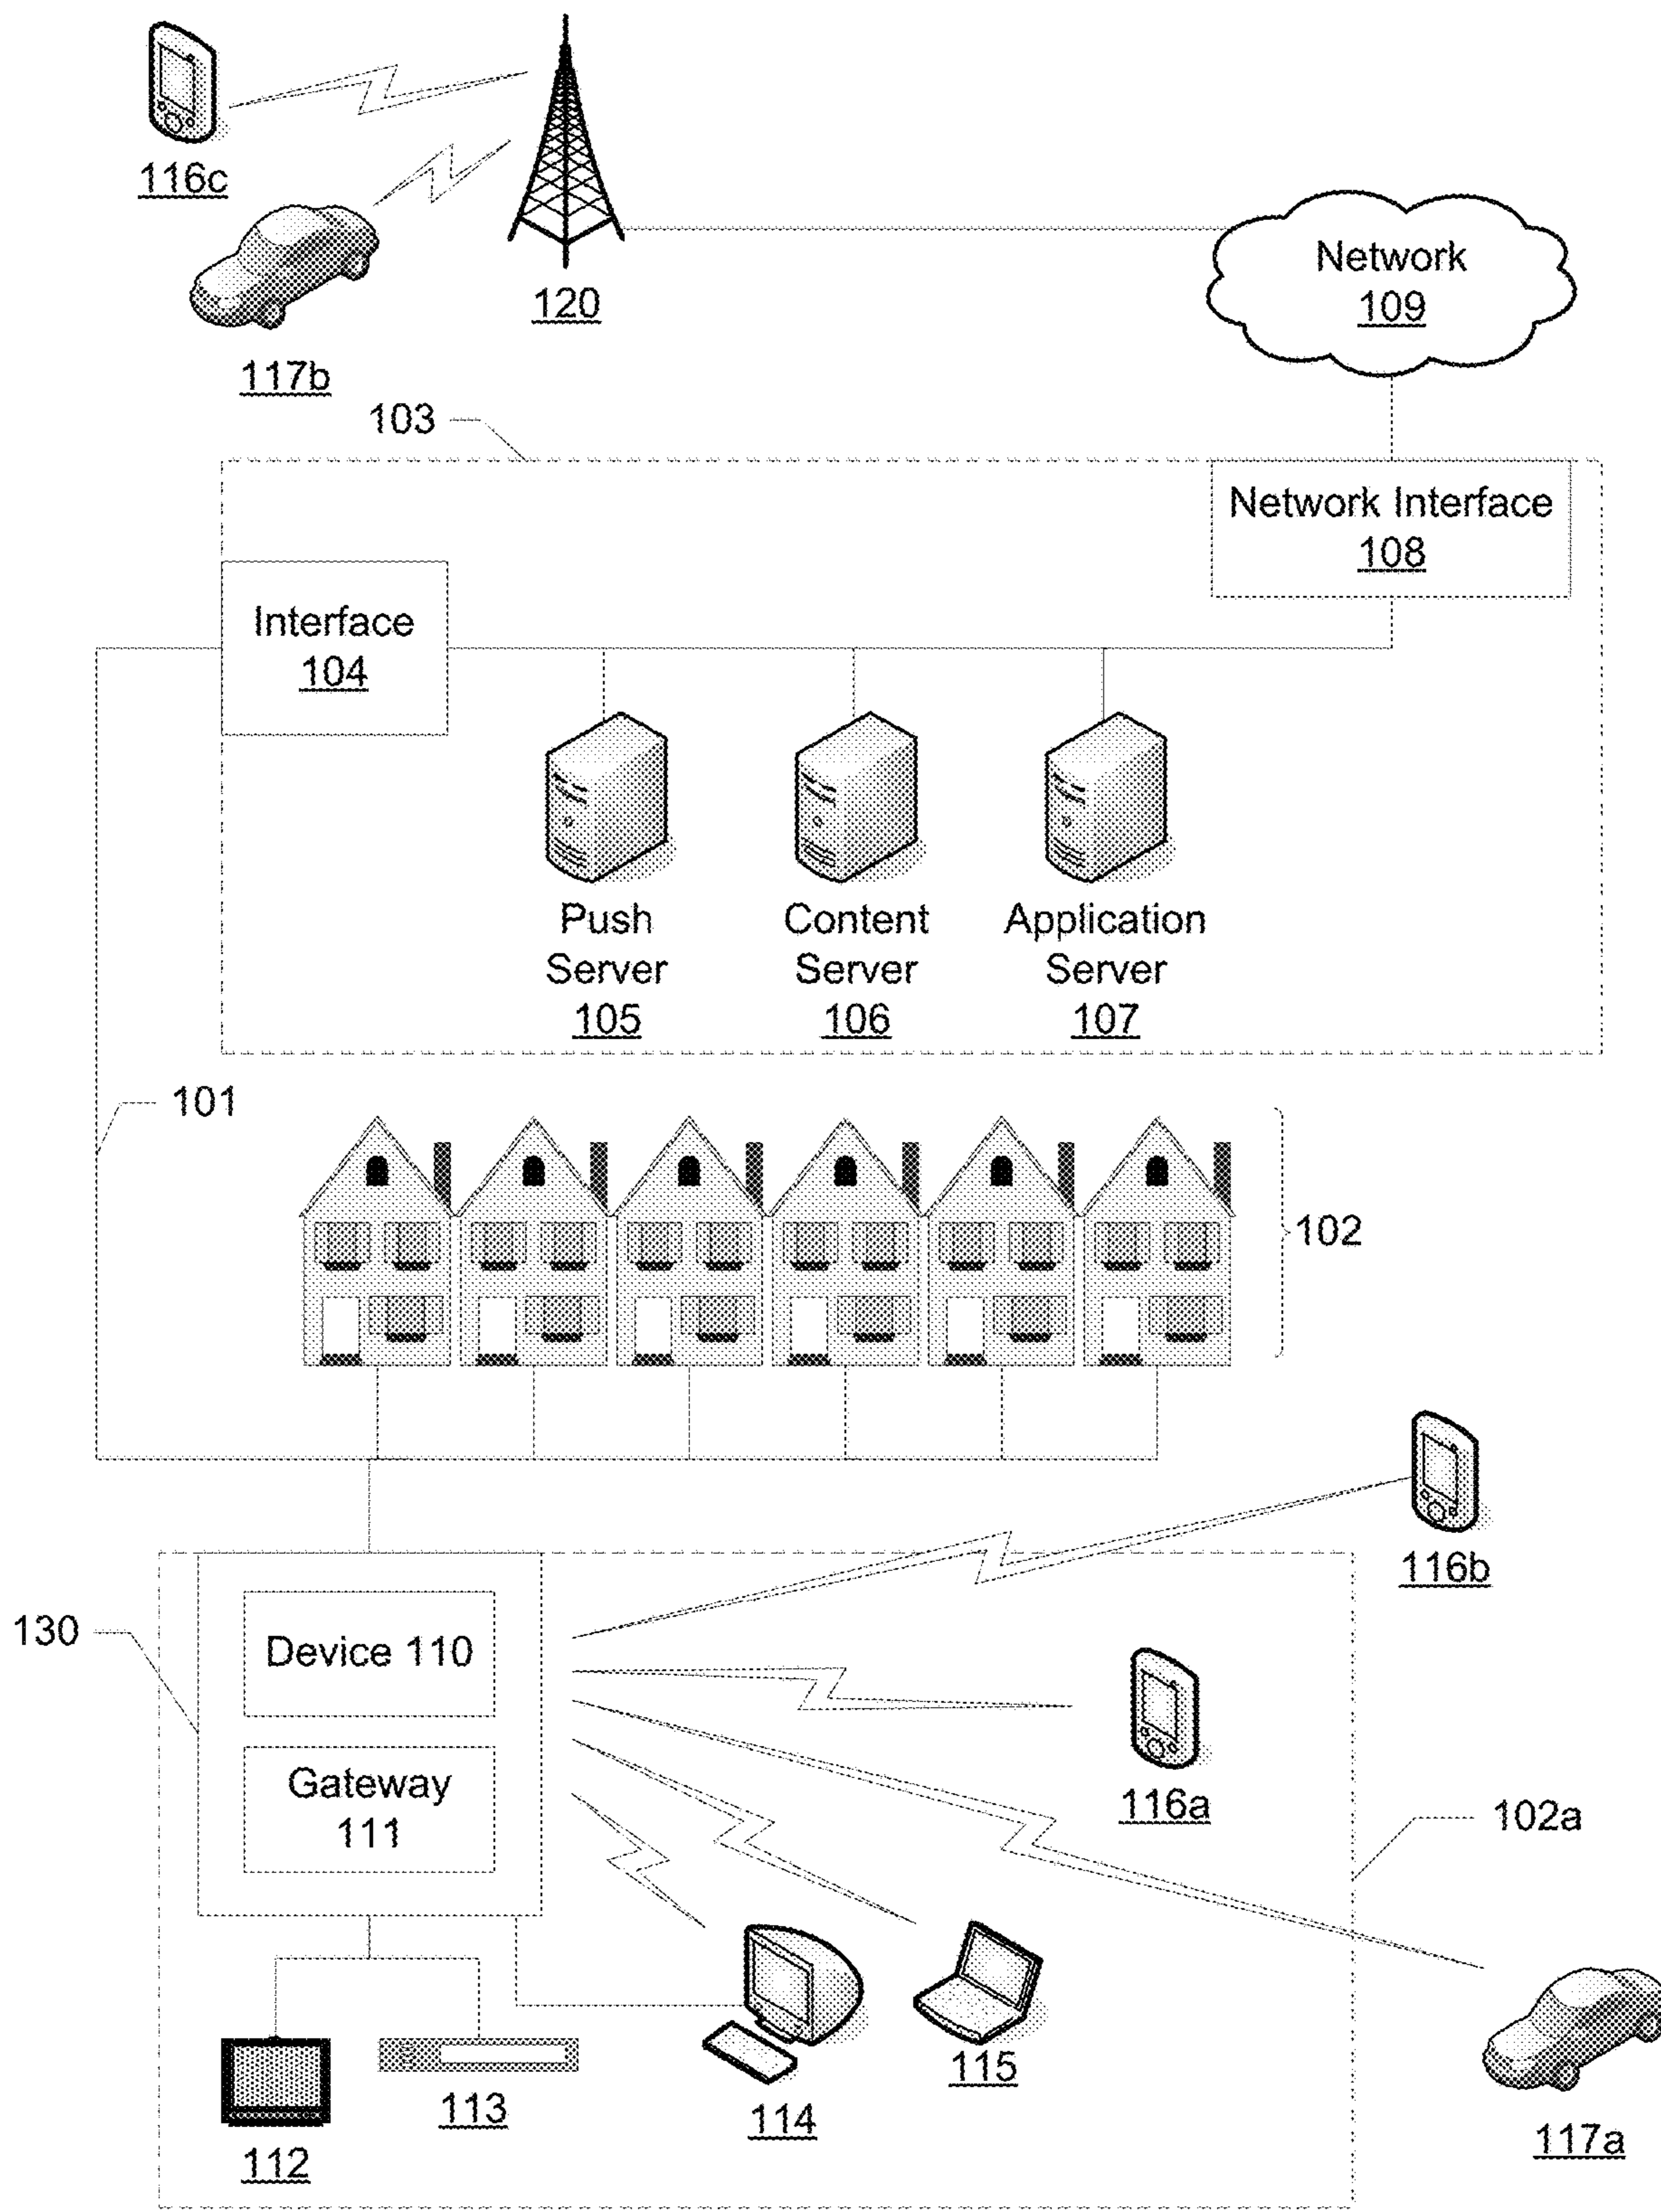 116c
120
117b
Network
109
103
Network Interface
108
Interface
104
Push
Server
105
Content
Server
106
Application
Server
107
101
102
116b
130
Device 110
Gateway
111
116a
102a
112
113
114
115
117a